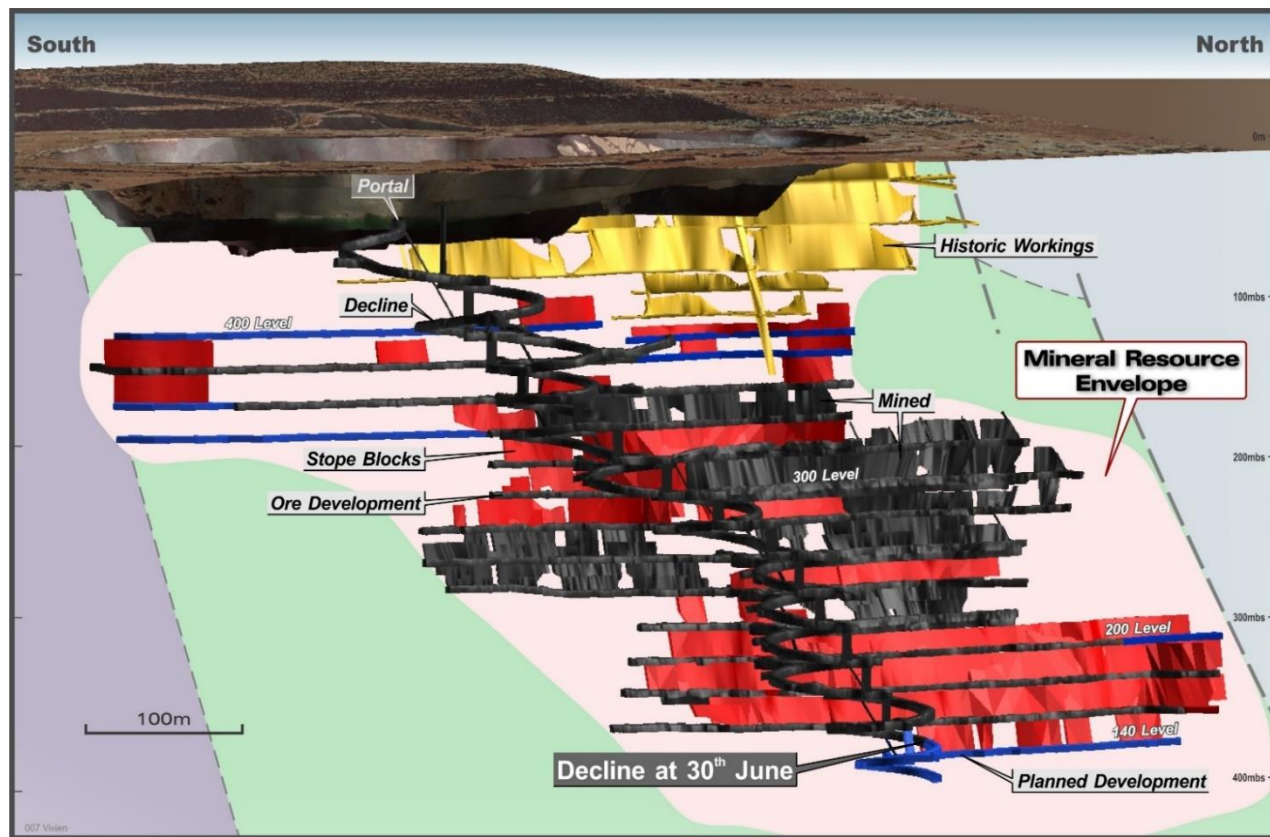 South
North
0m
Portal
Historic Workings
100mbs
Decline
400 Level
Mineral Resource
Envelope
Mined
200mbs
Stope Blocks
300 Level
Ore Development
300mbs
200 Level
100m
140 Level
Decline at 30th June
Planned Development
400mbs
007 Vivien